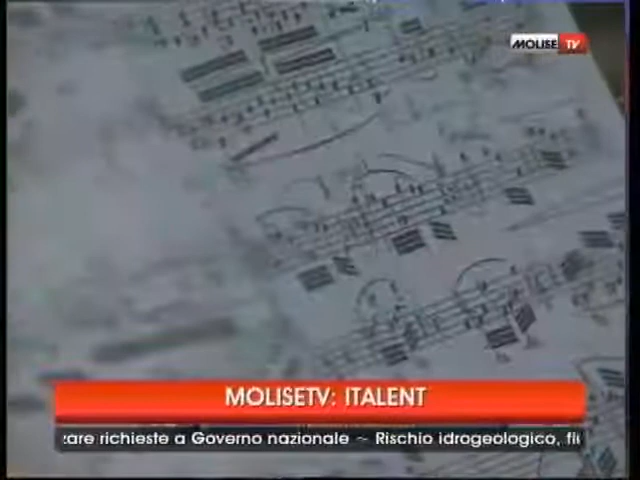 MOLISE TV
MOLISETV: ITALENT
zare richieste a Governo nazionale ~ Rischio idrogeologico,